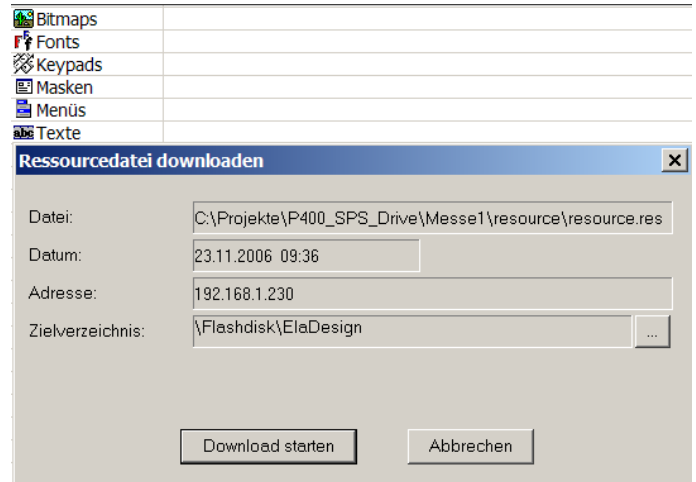 Bitmaps
Fonts
Keypads
Masken
Menüs
abc Texte
Ressourcedatei downloaden
Datei: C:\Projekte\P400_SPS_Drive\Messe1\resource\resource.res
Datum: 23.11.2006 09:36
Adresse: 192.168.1.230
Zielverzeichnis: \Flashdisk\ElaDesign ...
Download starten Abbrechen